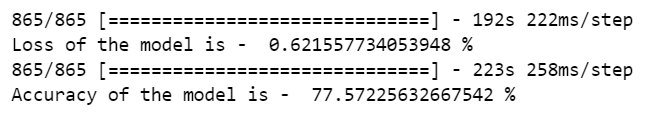 865/865 [==============================] - 192s 222ms/step
Loss of the model is -  0.621557734053948 %
865/865 [==============================] - 223s 258ms/step
Accuracy of the model is -  77.57225632667542 %